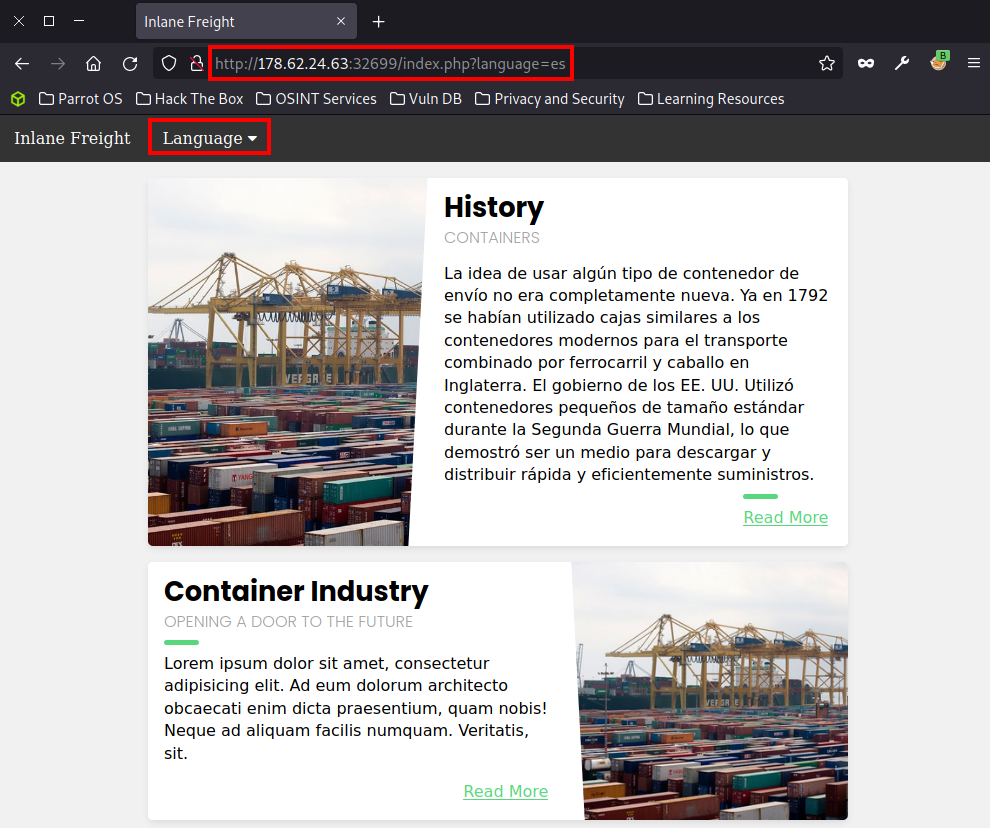 Inlane Freight
http://178.62.24.63:32699/index.php?language=es
B
Parrot OS Hack The Box OSINT Services Vuln DB Privacy and Security Learning Resources
Inlane Freight Language
History
CONTAINERS
La idea de usar algún tipo de contenedor de
envío no era completamente nueva. Ya en 1792
se habían utilizado cajas similares a los
contenedores modernos para el transporte
combinado por ferrocarril y caballo en
Inglaterra. El gobierno de los EE. UU. Utilizó
contenedores pequeños de tamaño estándar
durante la Segunda Guerra Mundial, lo que
demostró ser un medio para descargar y
distribuir rápida y eficientemente suministros.
Read More
Container Industry
OPENING A DOOR TO THE FUTURE
Lorem ipsum dolor sit amet, consectetur
adipisicing elit. Ad eum dolorum architecto
obcaecati enim dicta praesentium, quam nobis!
Neque ad aliquam facilis numquam. Veritatis,
sit.
Read More